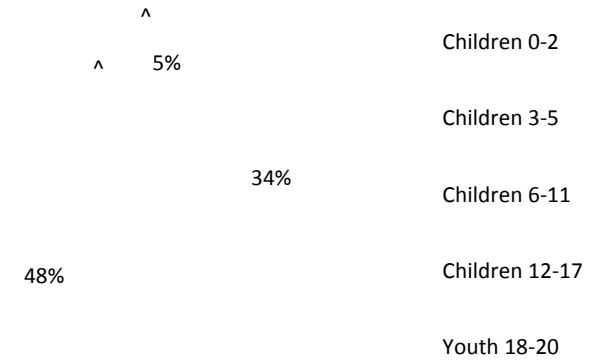 ^
Children 0-2
^ 5%
Children 3-5
34%
Children 6-11
48%
Children 12-17
Youth 18-20